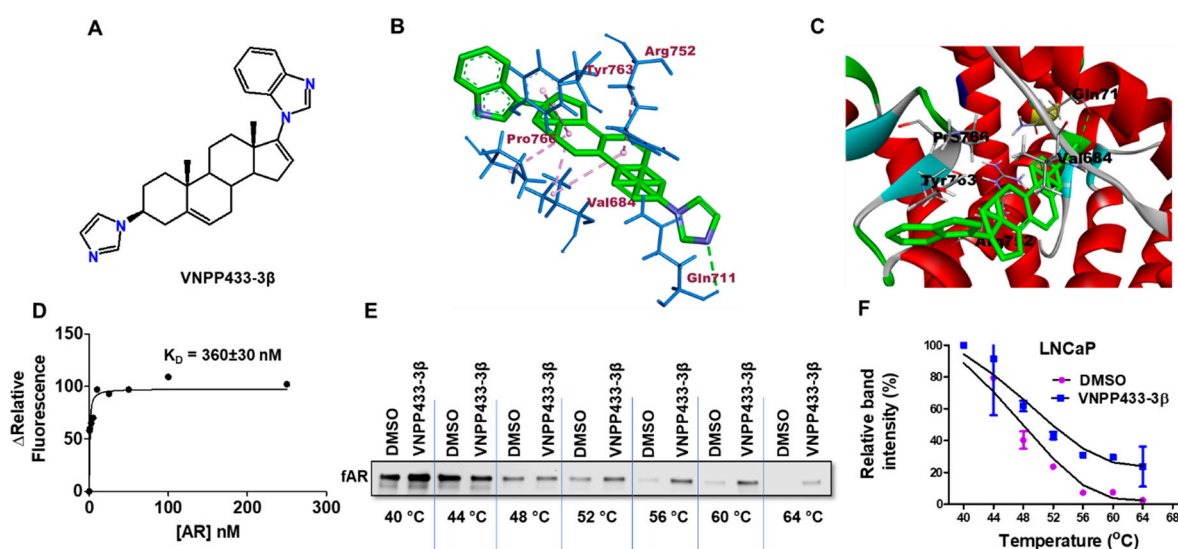 A
N
N
N
N
VNPP433-3β
B
Arg752
Tyr763
Pro766
Val684
Gln711
C
Gln71
Pro766
Val684
Tyr763
D
150
K_D = 360±30 nM
100
50
0
ΔRelative
Fluorescence
0 100 200 300
[AR] nM
E
DMSO VNPP433-3β DMSO VNPP433-3β DMSO VNPP433-3β DMSO VNPP433-3β DMSO VNPP433-3β DMSO VNPP433-3β DMSO VNPP433-3β
fAR
40 °C 44 °C 48 °C 52 °C 56 °C 60 °C 64 °C
F
LNCaP
DMSO
VNPP433-3β
Relative band
intensity (%)
100
80
60
40
20
0
40 44 48 52 56 60 64 68
Temperature (°C)